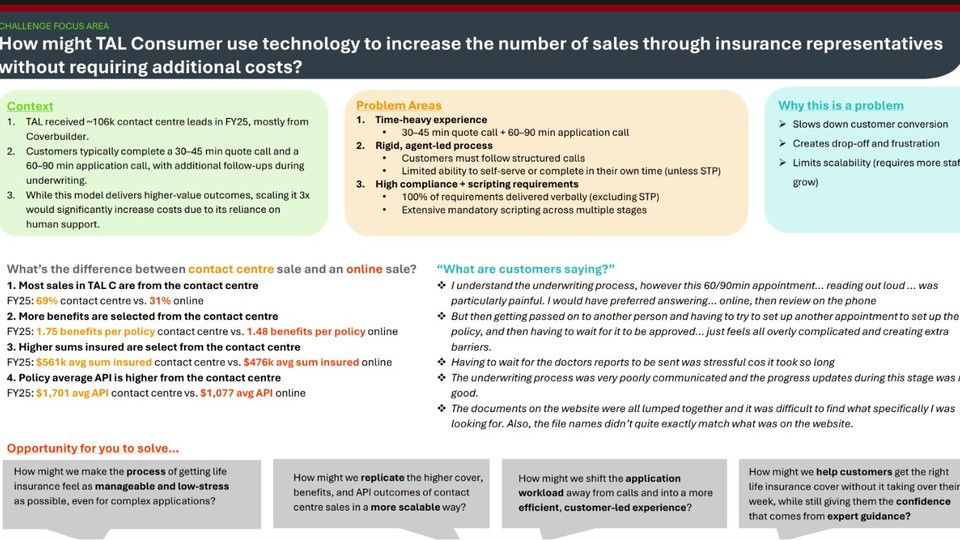 CHALLENGE FOCUS AREA
How might TAL Consumer use technology to increase the number of sales through insurance representatives
without requiring additional costs?
Context
1. TAL received ~106k contact centre leads in FY25, mostly from
Coverbuilder.
2. Customers typically complete a 30–45 min quote call and a
60–90 min application call, with additional follow-ups during
underwriting.
3. While this model delivers higher-value outcomes, scaling it 3x
would significantly increase costs due to its reliance on
human support.
Problem Areas
1. Time-heavy experience
• 30–45 min quote call + 60–90 min application call
2. Rigid, agent-led process
• Customers must follow structured calls
• Limited ability to self-serve or complete in their own time (unless STP)
3. High compliance + scripting requirements
• 100% of requirements delivered verbally (excluding STP)
• Extensive mandatory scripting across multiple stages
Why this is a problem
➢ Slows down customer conversion
➢ Creates drop-off and frustration
➢ Limits scalability (requires more
grow)
What's the difference between contact centre sale and an online sale?
1. Most sales in TAL C are from the contact centre
FY25: 69% contact centre vs. 31% online
2. More benefits are selected from the contact centre
FY25: 1.75 benefits per policy contact centre vs. 1.48 benefits per policy online
3. Higher sums insured are select from the contact centre
FY25: $561k avg sum insured contact centre vs. $476k avg sum insured online
4. Policy average API is higher from the contact centre
FY25: $1,701 avg API contact centre vs. $1,077 avg API online
“What are customers saying?”
❖ I understand the underwriting process, however this 60/90min appointment... reading out loud ... was
particularly painful. I would have preferred answering... online, then review on the phone
❖ But then getting passed on to another person and having to try to set up another appointment to set up the
policy, and then having to wait for it to be approved... just feels all overly complicated and creating extra
barriers.
❖ Having to wait for the doctors reports to be sent was stressful cos it took so long
❖ The underwriting process was very poorly communicated and the progress updates during this stage was
good.
❖ The documents on the website were all lumped together and it was difficult to find what specifically I was
looking for. Also, the file names didn't quite exactly match what was on the website.
Opportunity for you to solve...
How might we make the process of getting life
insurance feel as manageable and low-stress
as possible, even for complex applications?
How might we replicate the higher cover,
benefits, and API outcomes of contact
centre sales in a more scalable way?
How might we shift the application
workload away from calls and into a more
efficient, customer-led experience?
How might we help customers get the right
life insurance cover without it taking over their
week, while still giving them the confidence
that comes from expert guidance?